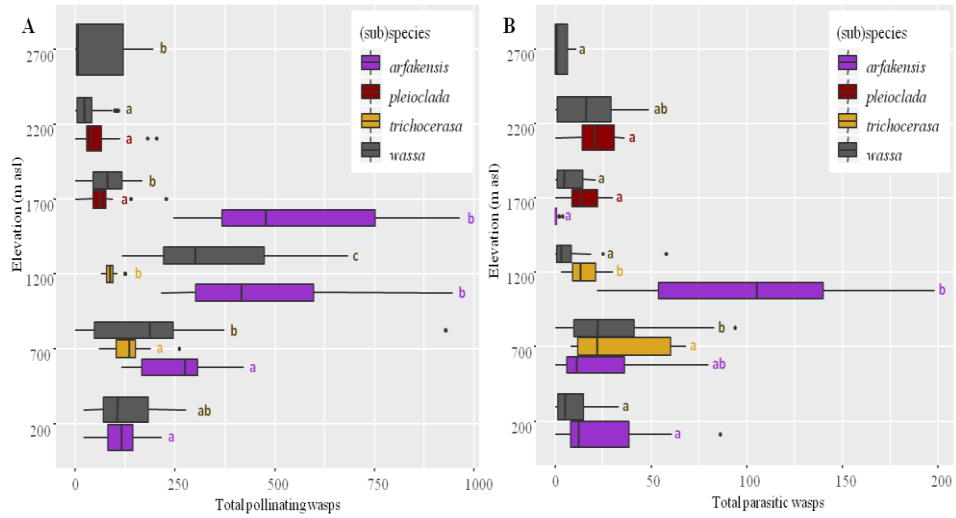 A
(sub)species
arfakensis
pleioclada
trichocerasa
wassa
Elevation (m asl)
2700
2200
1700
1200
700
200
b
a
a
b
a
b
c
b
b
b
a
a
ab
a
0
250
750
1000
Total pollinating wasps
B
(sub)species
arfakensis
pleioclada
trichocerasa
wassa
Elevation (m asl)
2700
2200
1700
1200
700
200
a
ab
a
a
a
a
a
b
b
b
a
ab
a
a
0
50
100
150
200
Total parasitic wasps